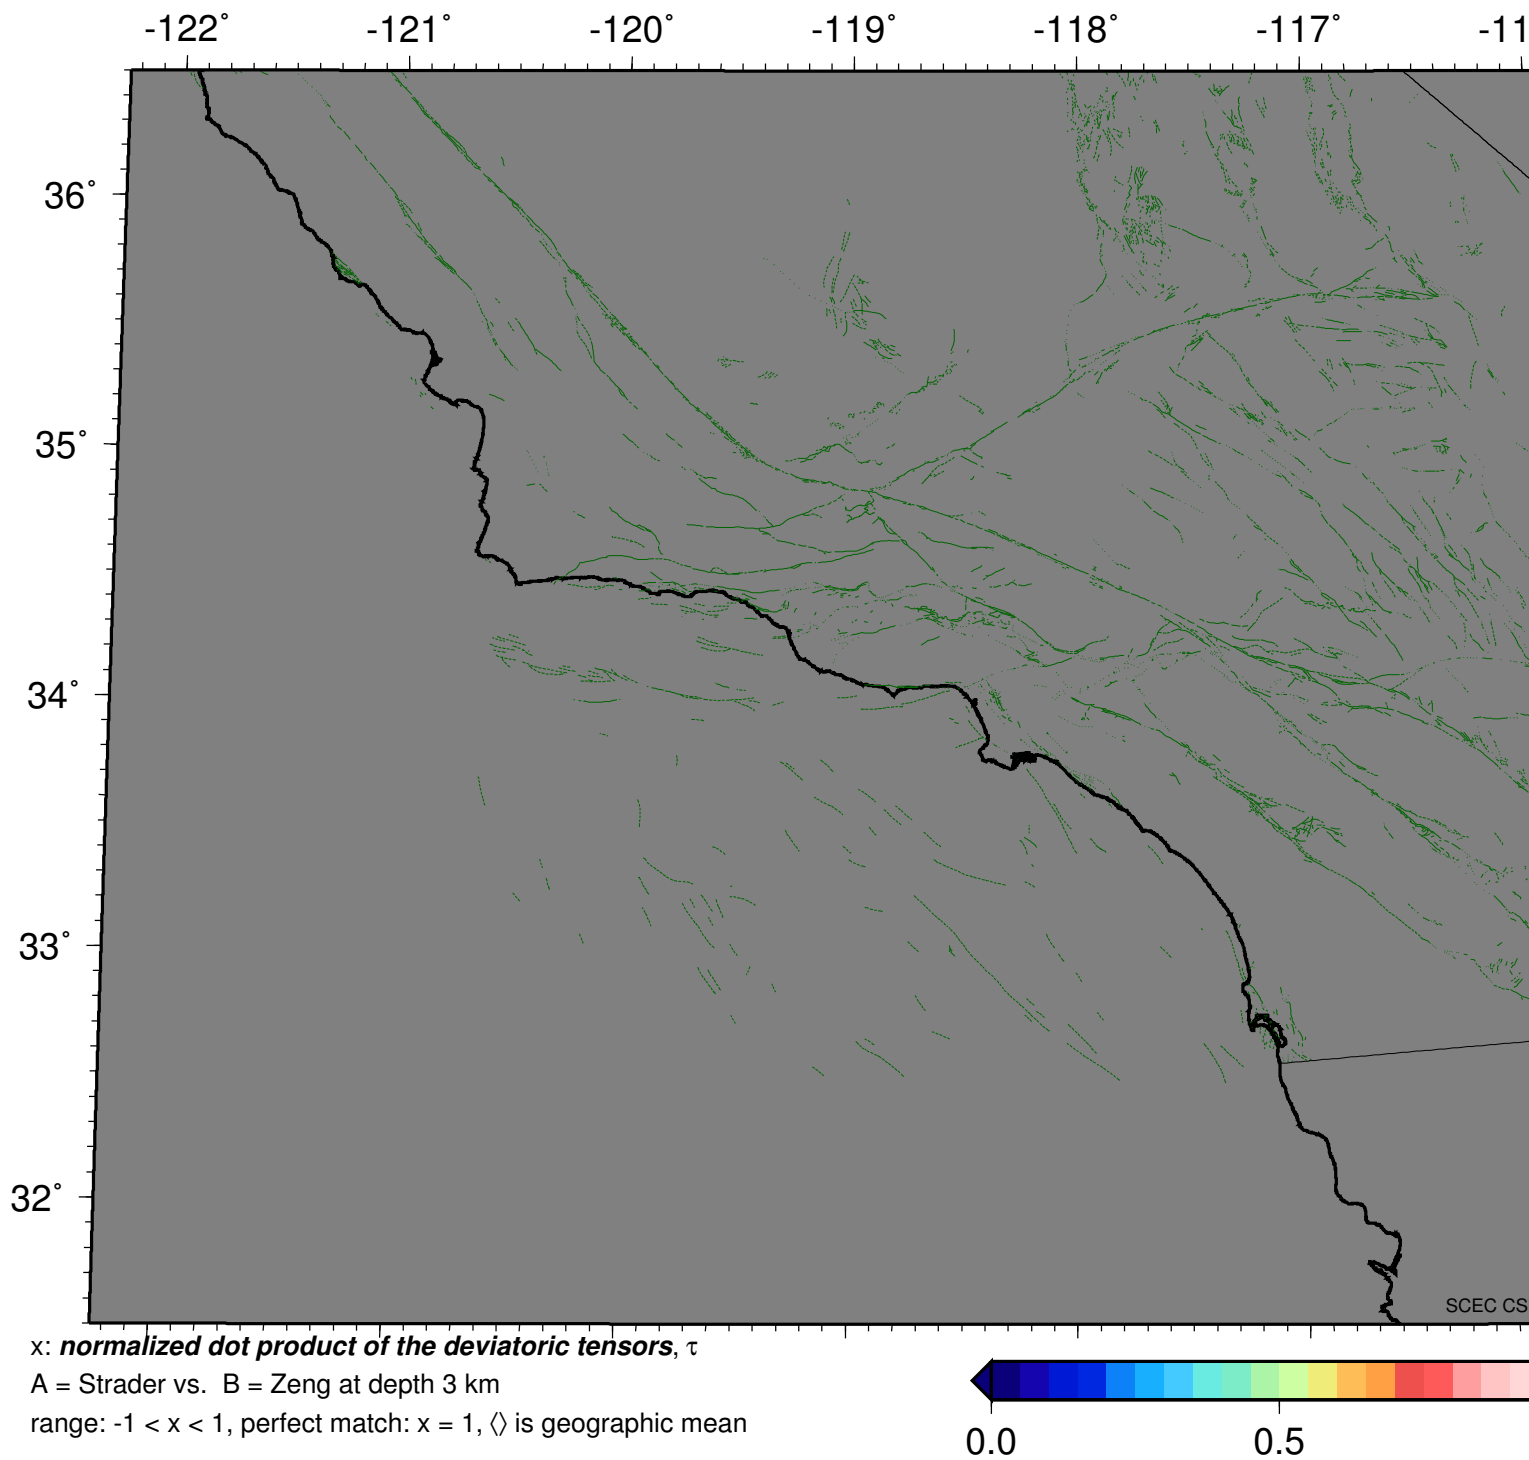 -122˚ -121˚ -120˚ -119˚ -118˚ -117˚ -11
36˚
35˚
34˚
33˚
32˚
SCEC CS
x: normalized dot product of the deviatoric tensors, τ
A = Strader vs. B = Zeng at depth 3 km
range: -1 < x < 1, perfect match: x = 1, ⟨⟩ is geographic mean
0.0 0.5